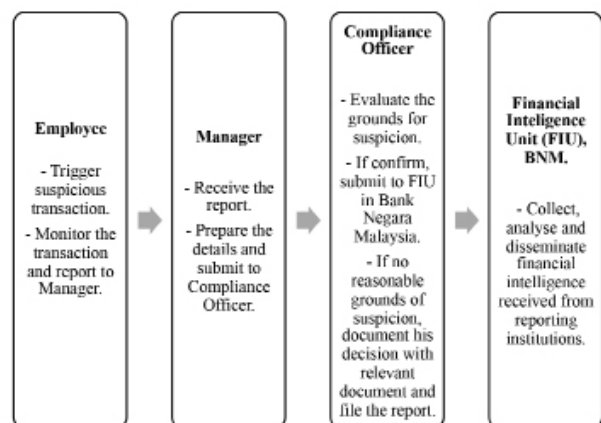 Employee
- Trigger
suspicious
transaction.
- Monitor the
transaction
and report to
Manager.
Manager
- Receive the
report.
- Prepare the
details and
submit to
Compliance
Officer.
Compliance
Officer
- Evaluate the
grounds for
suspicion.
- If confirm,
submit to FIU
in Bank
Negara
Malaysia.
- If no
reasonable
grounds of
suspicion,
document his
decision with
relevant
document and
file the report.
Financial
Inteligence
Unit (FIU),
BNM.
- Collect,
analyse and
disseminate
financial
intelligence
received from
reporting
institutions.